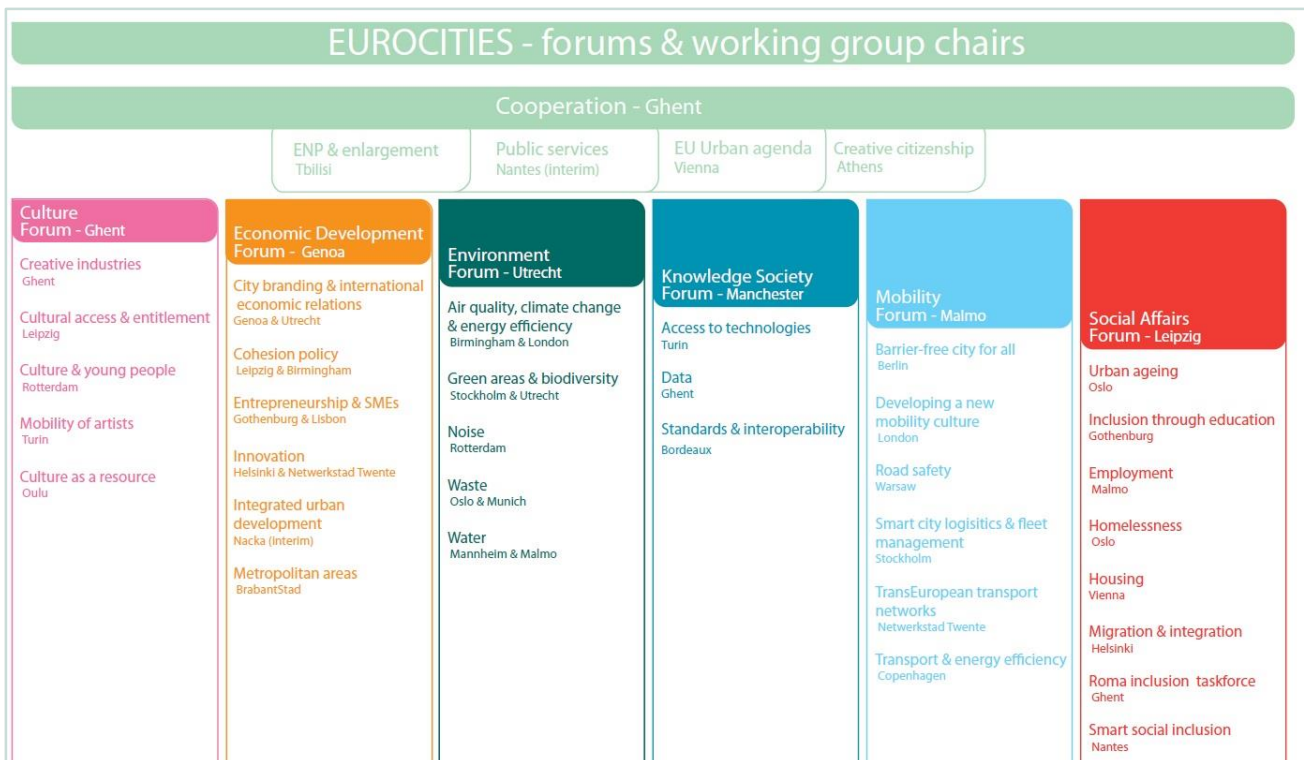 EUROCITIES - forums & working group chairs
Cooperation - Ghent
ENP & enlargement
Tbilisi
Public services
Nantes (interim)
EU Urban agenda
Vienna
Creative citizenship
Athens
Culture
Forum - Ghent
Creative industries
Ghent
Cultural access & entitlement
Leipzig
Culture & young people
Rotterdam
Mobility of artists
Turin
Culture as a resource
Oulu
Economic Development
Forum - Genoa
City branding & international
economic relations
Genoa & Utrecht
Cohesion policy
Leipzig & Birmingham
Entrepreneurship & SMEs
Gothenburg & Lisbon
Innovation
Helsinki & Netwerkstad Twente
Integrated urban
development
Nacka (interim)
Metropolitan areas
BrabantStad
Environment
Forum - Utrecht
Air quality, climate change
& energy efficiency
Birmingham & London
Green areas & biodiversity
Stockholm & Utrecht
Noise
Rotterdam
Waste
Oslo & Munich
Water
Mannheim & Malmo
Knowledge Society
Forum - Manchester
Access to technologies
Turin
Data
Ghent
Standards & interoperability
Bordeaux
Mobility
Forum - Malmo
Barrier-free city for all
Berlin
Developing a new
mobility culture
London
Road safety
Warsaw
Smart city logisitics & fleet
management
Stockholm
TransEuropean transport
networks
Netwerkstad Twente
Transport & energy efficiency
Copenhagen
Social Affairs
Forum - Leipzig
Urban ageing
Oslo
Inclusion through education
Gothenburg
Employment
Malmo
Homelessness
Oslo
Housing
Vienna
Migration & integration
Helsinki
Roma inclusion taskforce
Ghent
Smart social inclusion
Nantes